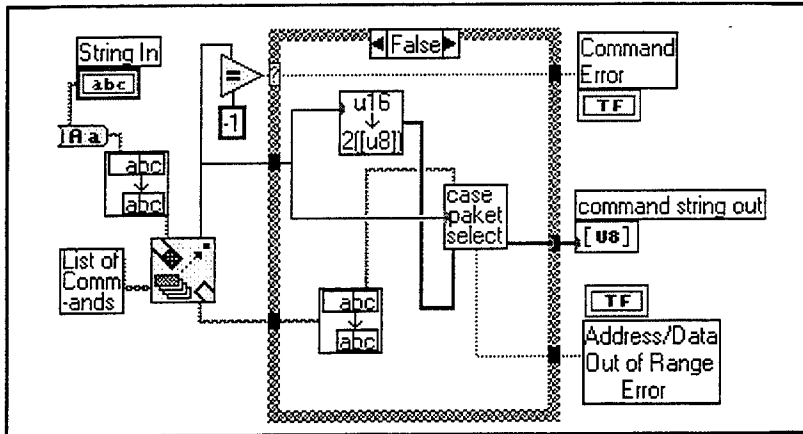 String In
abc
A a
abc
abc
List of
Comm
-ands
=
-1
False
?
u16
2[[u8]]
case
paket
select
abc
abc
Command
Error
TF
command string out
[U8]
TF
Address/Data
Out of Range
Error